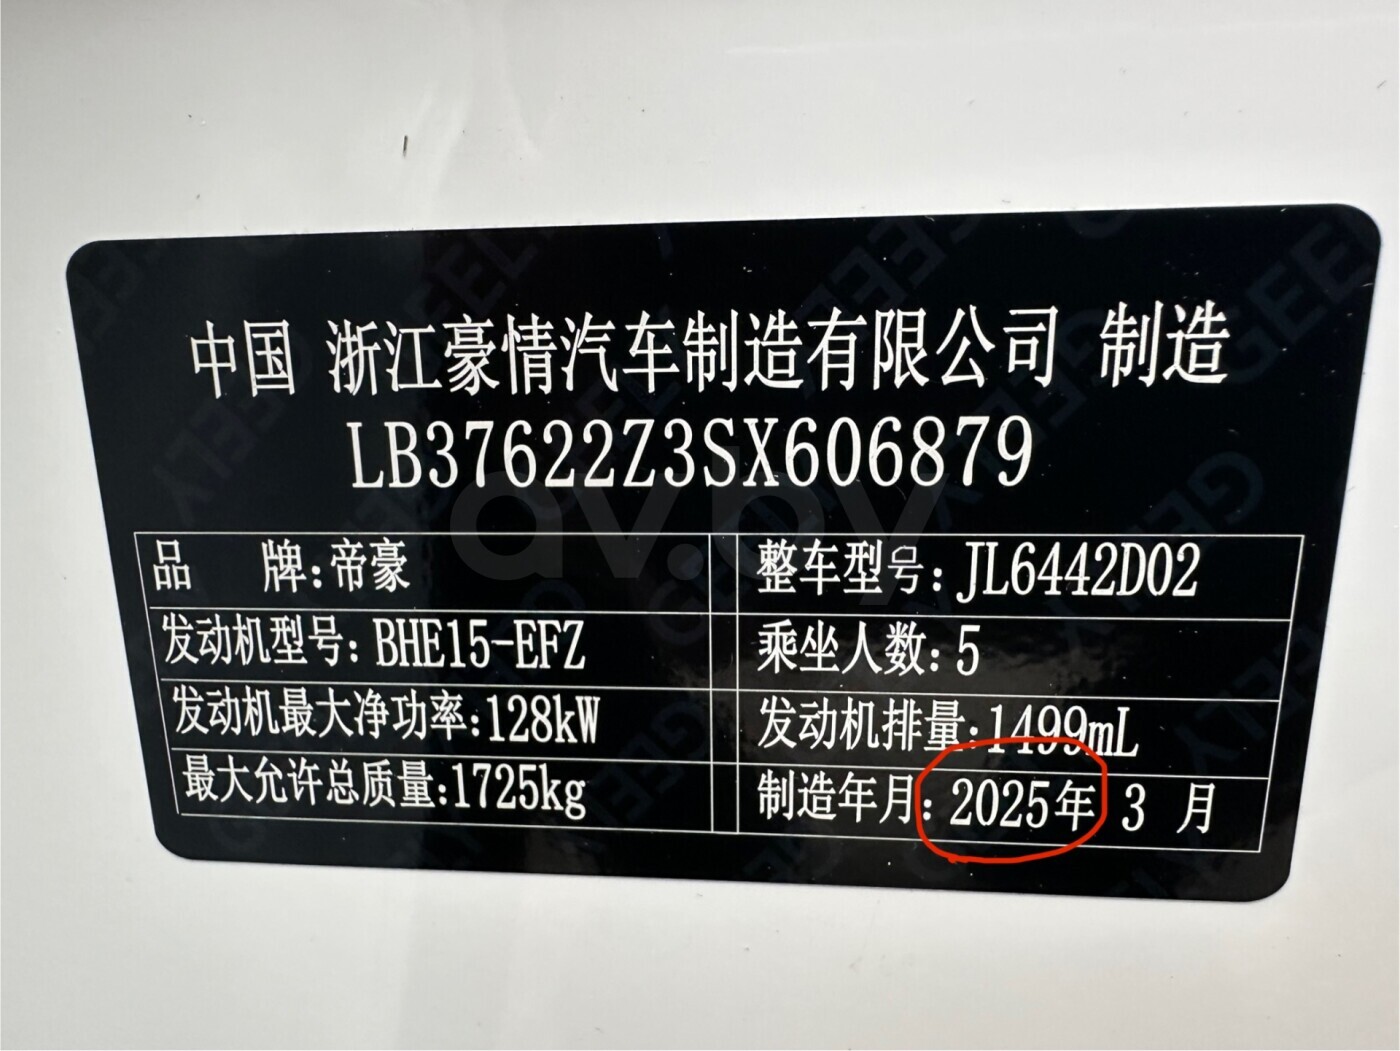 中国 浙江豪情汽车制造有限公司 制造
LB37622Z3SX606879
品 牌:帝豪
整车型号:JL6442D02
发动机型号:BHE15-EFZ
乘坐人数:5
发动机最大净功率:128kW
发动机排量:1499mL
最大允许总质量:1725kg
制造年月:2025年 3 月
av.by
GEELY